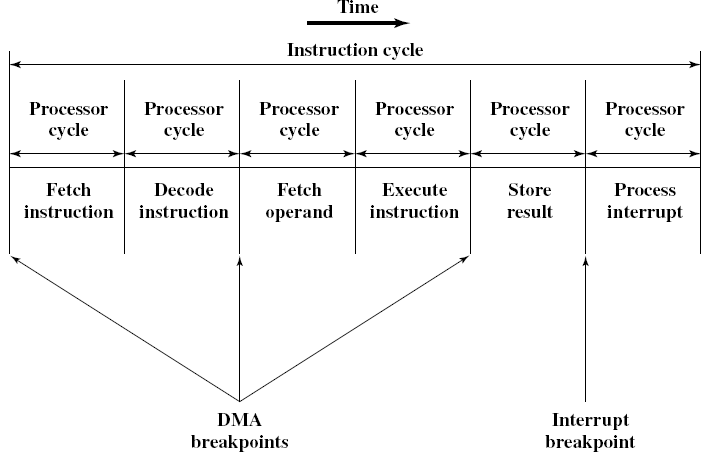 Time
Instruction cycle
Processor
cycle
Processor
cycle
Processor
cycle
Processor
cycle
Processor
cycle
Processor
cycle
Fetch
instruction
Decode
instruction
Fetch
operand
Execute
instruction
Store
result
Process
interrupt
DMA
breakpoints
Interrupt
breakpoint